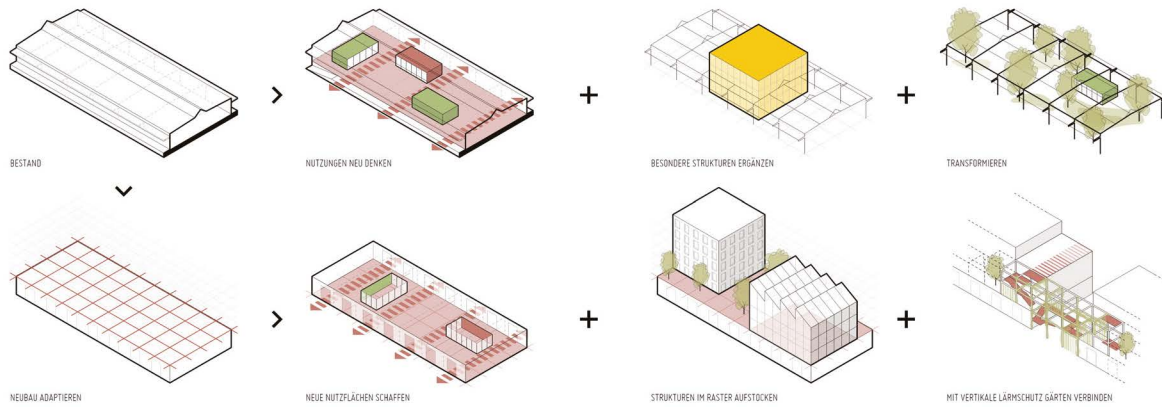 BESTAND
NUTZUNGEN NEU DENKEN
BESONDERE STRUKTUREN ERGÄNZEN
TRANSFORMIEREN
NEUBAU ADAPTIEREN
NEUE NUTZFLÄCHEN SCHAFFEN
STRUKTUREN IM RASTER AUFSTOCKEN
MIT VERTIKALE LÄRMSCHUTZ GÄRTEN VERBINDEN